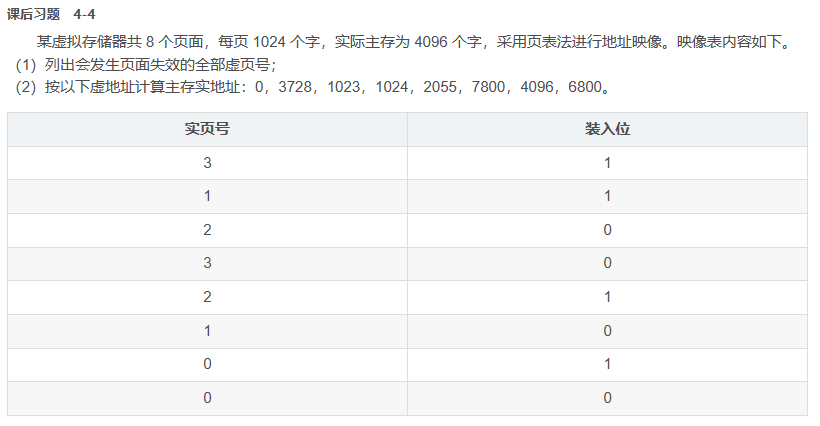 课后习题 4-4
某虚拟存储器共 8 个页面，每页 1024 个字，实际主存为 4096 个字，采用页表法进行地址映像。映像表内容如下。
（1）列出会发生页面失效的全部虚页号；
（2）按以下虚地址计算主存实地址：0，3728，1023，1024，2055，7800，4096，6800。
实页号 装入位
3 1
1 1
2 0
3 0
2 1
1 0
0 1
0 0